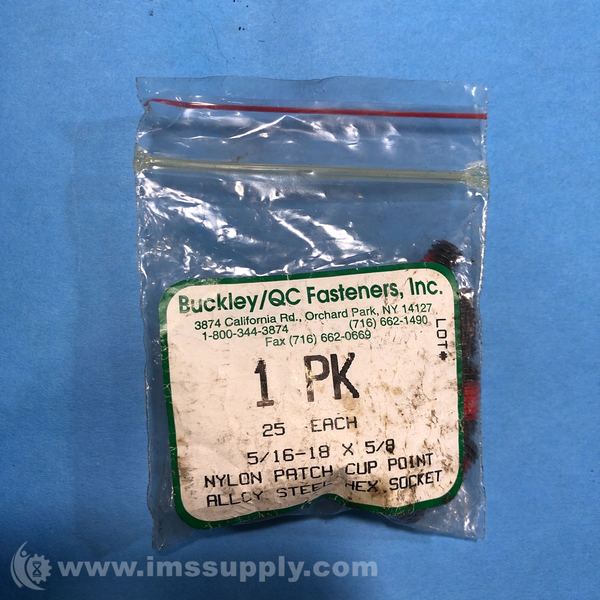 Buckley/QC Fasteners, Inc.
3874 California Rd., Orchard Park, NY 14127
1-800-344-3874 (716) 662-1490
Fax (716) 662-0669
LOT#
1 PK
25 EACH
5/16-18 X 5/8
NYLON PATCH CUP POINT
ALLOY STEEL HEX SOCKET
www.imssupply.com